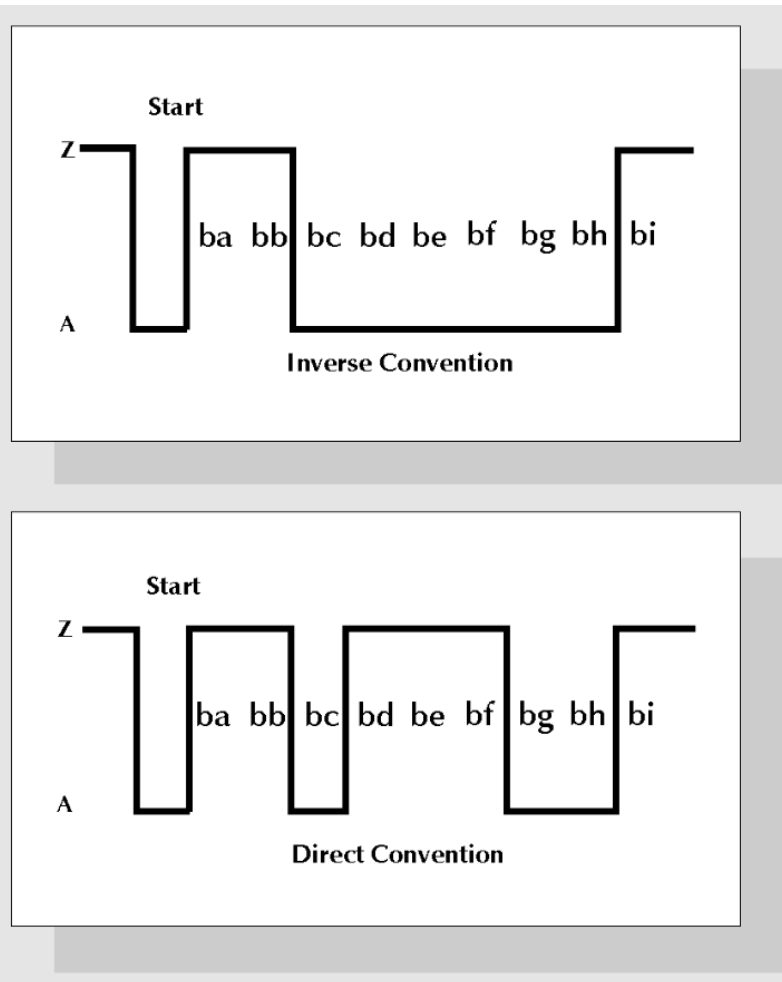 Start
Z
ba bb bc bd be bf bg bh bi
A
Inverse Convention
Start
Z
ba bb bc bd be bf bg bh bi
A
Direct Convention